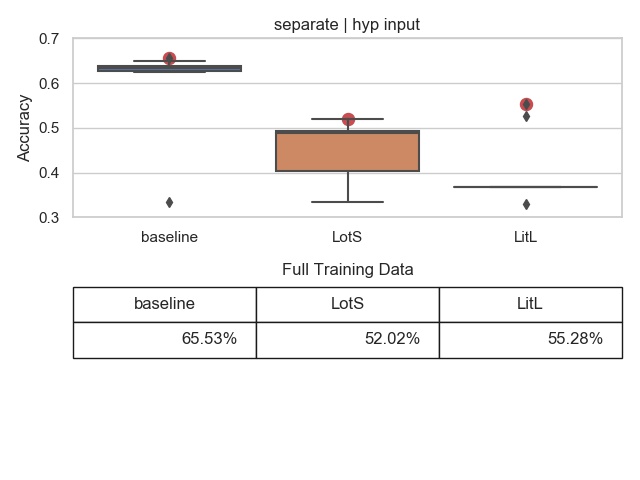 separate | hyp input
0.7
0.6
0.5
0.4
0.3
Accuracy
baseline LotS LitL
Full Training Data
baseline LotS LitL
65.53% 52.02% 55.28%